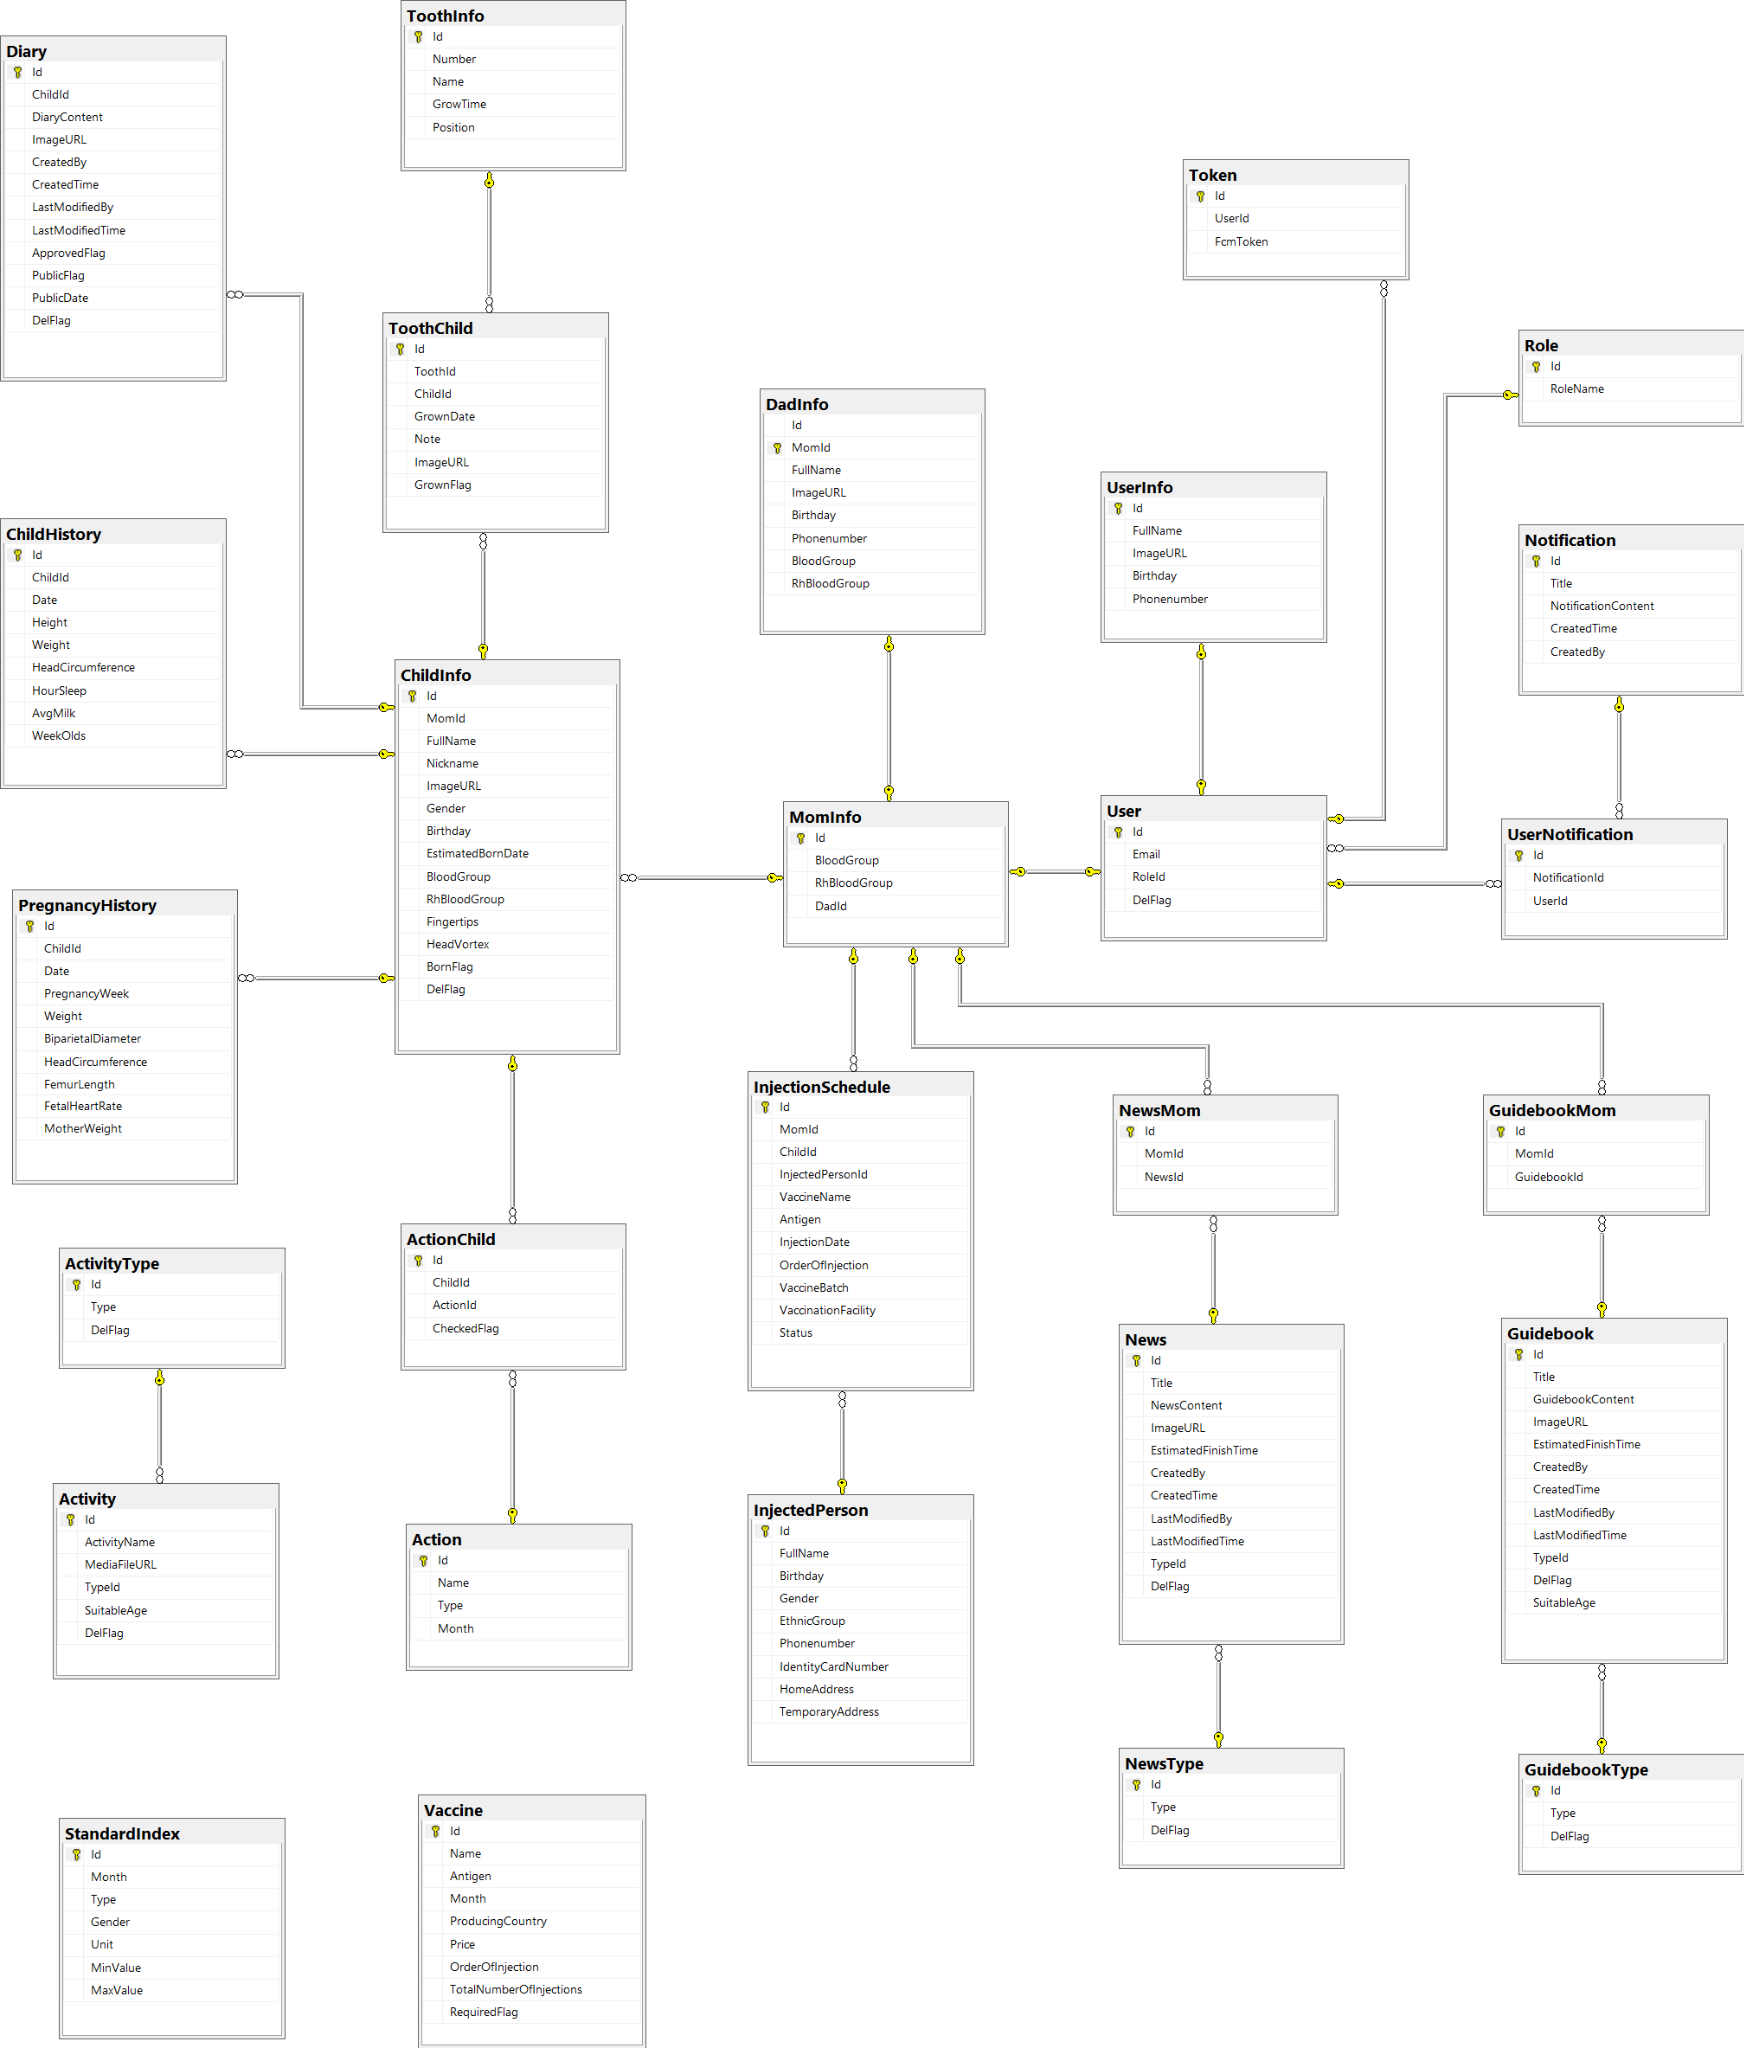 ToothInfo
Id
Number
Name
GrowTime
Position
Diary
Id
ChildId
DiaryContent
ImageURL
CreatedBy
CreatedTime
LastModifiedBy
LastModifiedTime
ApprovedFlag
PublicFlag
PublicDate
DelFlag
Token
Id
UserId
FcmToken
ToothChild
Id
ToothId
ChildId
GrownDate
Note
ImageURL
GrownFlag
Role
Id
RoleName
DadInfo
Id
MomId
FullName
ImageURL
Birthday
Phonenumber
BloodGroup
RhBloodGroup
UserInfo
Id
FullName
ImageURL
Birthday
Phonenumber
ChildHistory
Id
ChildId
Date
Height
Weight
HeadCircumference
HourSleep
AvgMilk
WeekOlds
Notification
Id
Title
NotificationContent
CreatedTime
CreatedBy
ChildInfo
Id
MomId
FullName
Nickname
ImageURL
Gender
Birthday
EstimatedBornDate
BloodGroup
RhBloodGroup
Fingertips
HeadVortex
BornFlag
DelFlag
MomInfo
Id
BloodGroup
RhBloodGroup
DadId
User
Id
Email
RoleId
DelFlag
UserNotification
Id
NotificationId
UserId
PregnancyHistory
Id
ChildId
Date
PregnancyWeek
Weight
BiparietalDiameter
HeadCircumference
FemurLength
FetalHeartRate
MotherWeight
InjectionSchedule
Id
MomId
ChildId
InjectedPersonId
VaccineName
Antigen
InjectionDate
OrderOfInjection
VaccineBatch
VaccinationFacility
Status
NewsMom
Id
MomId
NewsId
GuidebookMom
Id
MomId
GuidebookId
ActionChild
Id
ChildId
ActionId
CheckedFlag
ActivityType
Id
Type
DelFlag
News
Id
Title
NewsContent
ImageURL
EstimatedFinishTime
CreatedBy
CreatedTime
LastModifiedBy
LastModifiedTime
TypeId
DelFlag
Guidebook
Id
Title
GuidebookContent
ImageURL
EstimatedFinishTime
CreatedBy
CreatedTime
LastModifiedBy
LastModifiedTime
TypeId
DelFlag
SuitableAge
Activity
Id
ActivityName
MediaFileURL
TypeId
SuitableAge
DelFlag
Action
Id
Name
Type
Month
InjectedPerson
Id
FullName
Birthday
Gender
EthnicGroup
Phonenumber
IdentityCardNumber
HomeAddress
TemporaryAddress
NewsType
Id
Type
DelFlag
GuidebookType
Id
Type
DelFlag
StandardIndex
Id
Month
Type
Gender
Unit
MinValue
MaxValue
Vaccine
Id
Name
Antigen
Month
ProducingCountry
Price
OrderOfInjection
TotalNumberOfInjections
RequiredFlag